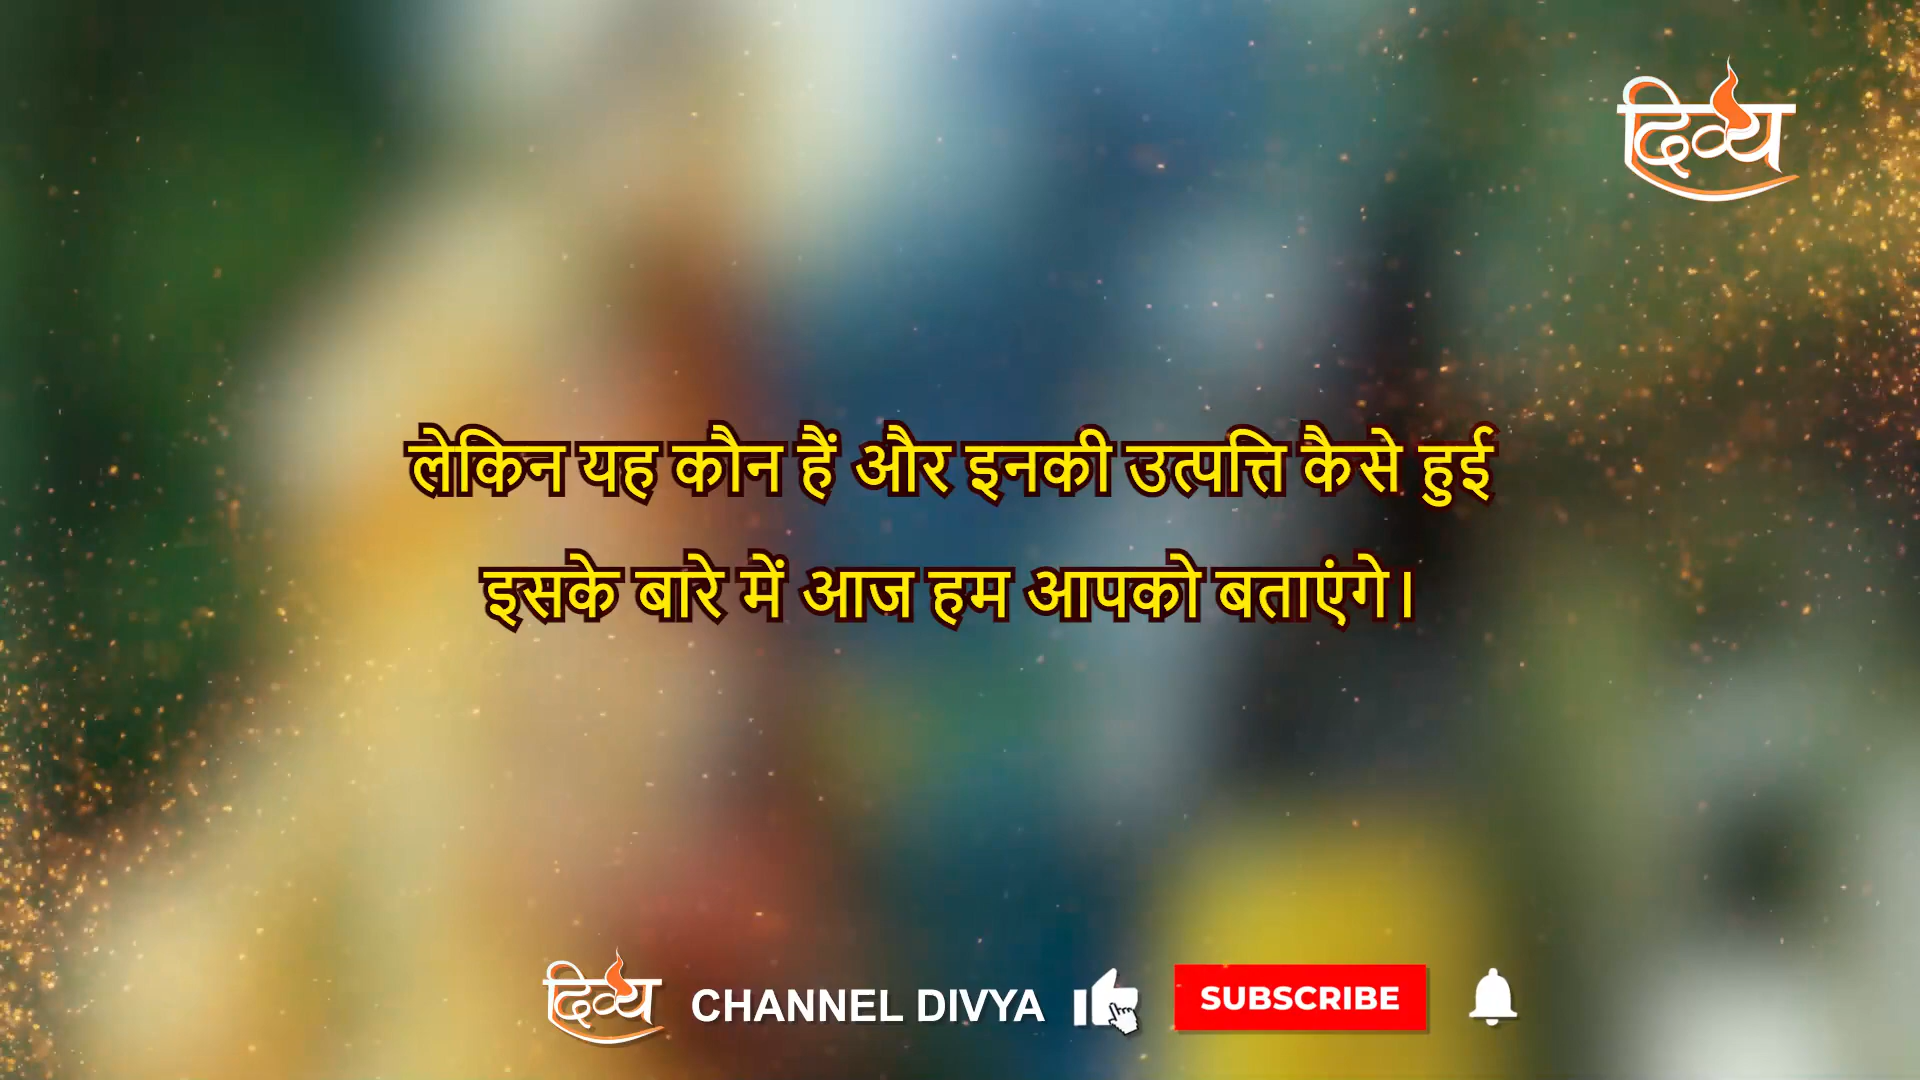 दिव्य
लेकिन यह कौन हैं और इनकी उत्पत्ति कैसे हुई
इसके बारे में आज हम आपको बताएंगे।
दिव्य CHANNEL DIVYA SUBSCRIBE